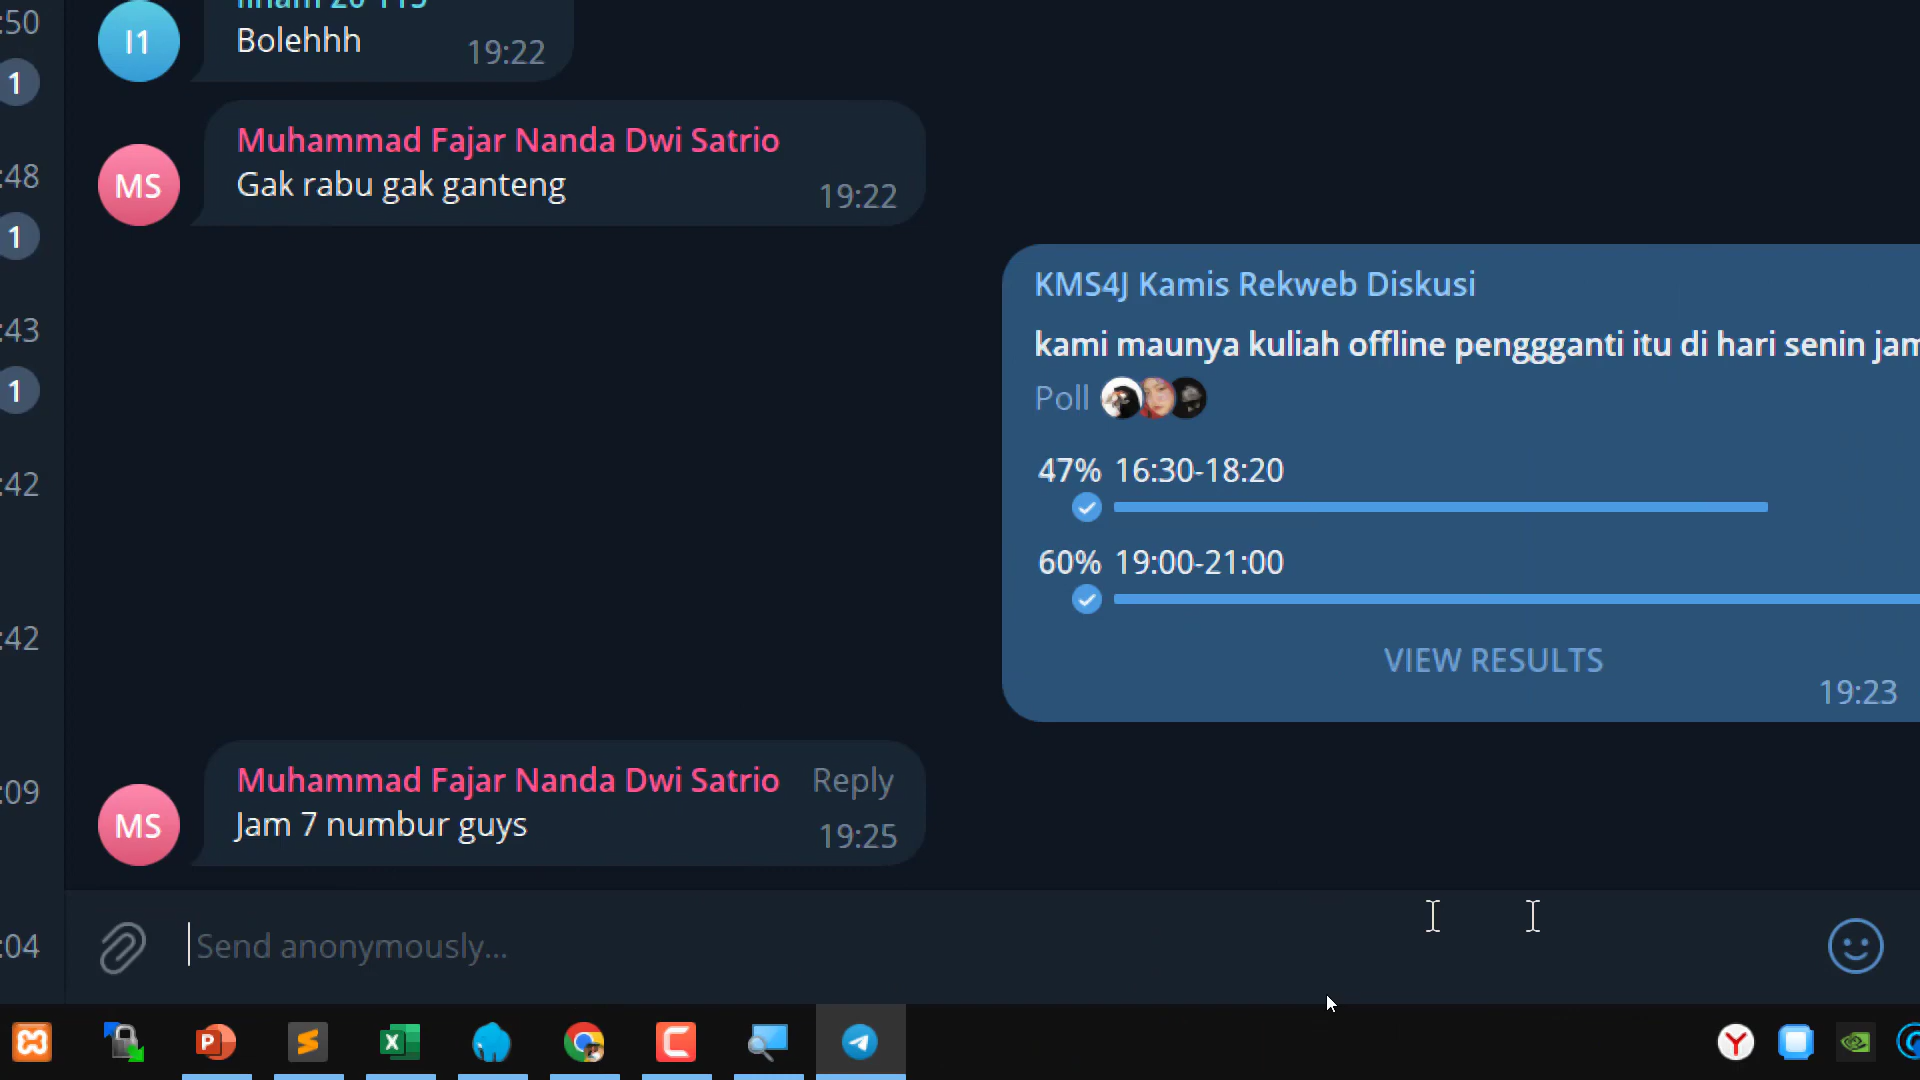 :50
1
:48
1
:43
1
:42
:42
:09
:04
I1
Bolehhh
19:22
MS
Muhammad Fajar Nanda Dwi Satrio
Gak rabu gak ganteng
19:22
KMS4J Kamis Rekweb Diskusi
kami maunya kuliah offline penggganti itu di hari senin jam
Poll
47% 16:30-18:20
60% 19:00-21:00
VIEW RESULTS
19:23
MS
Muhammad Fajar Nanda Dwi Satrio Reply
Jam 7 numbur guys
19:25
Send anonymously...